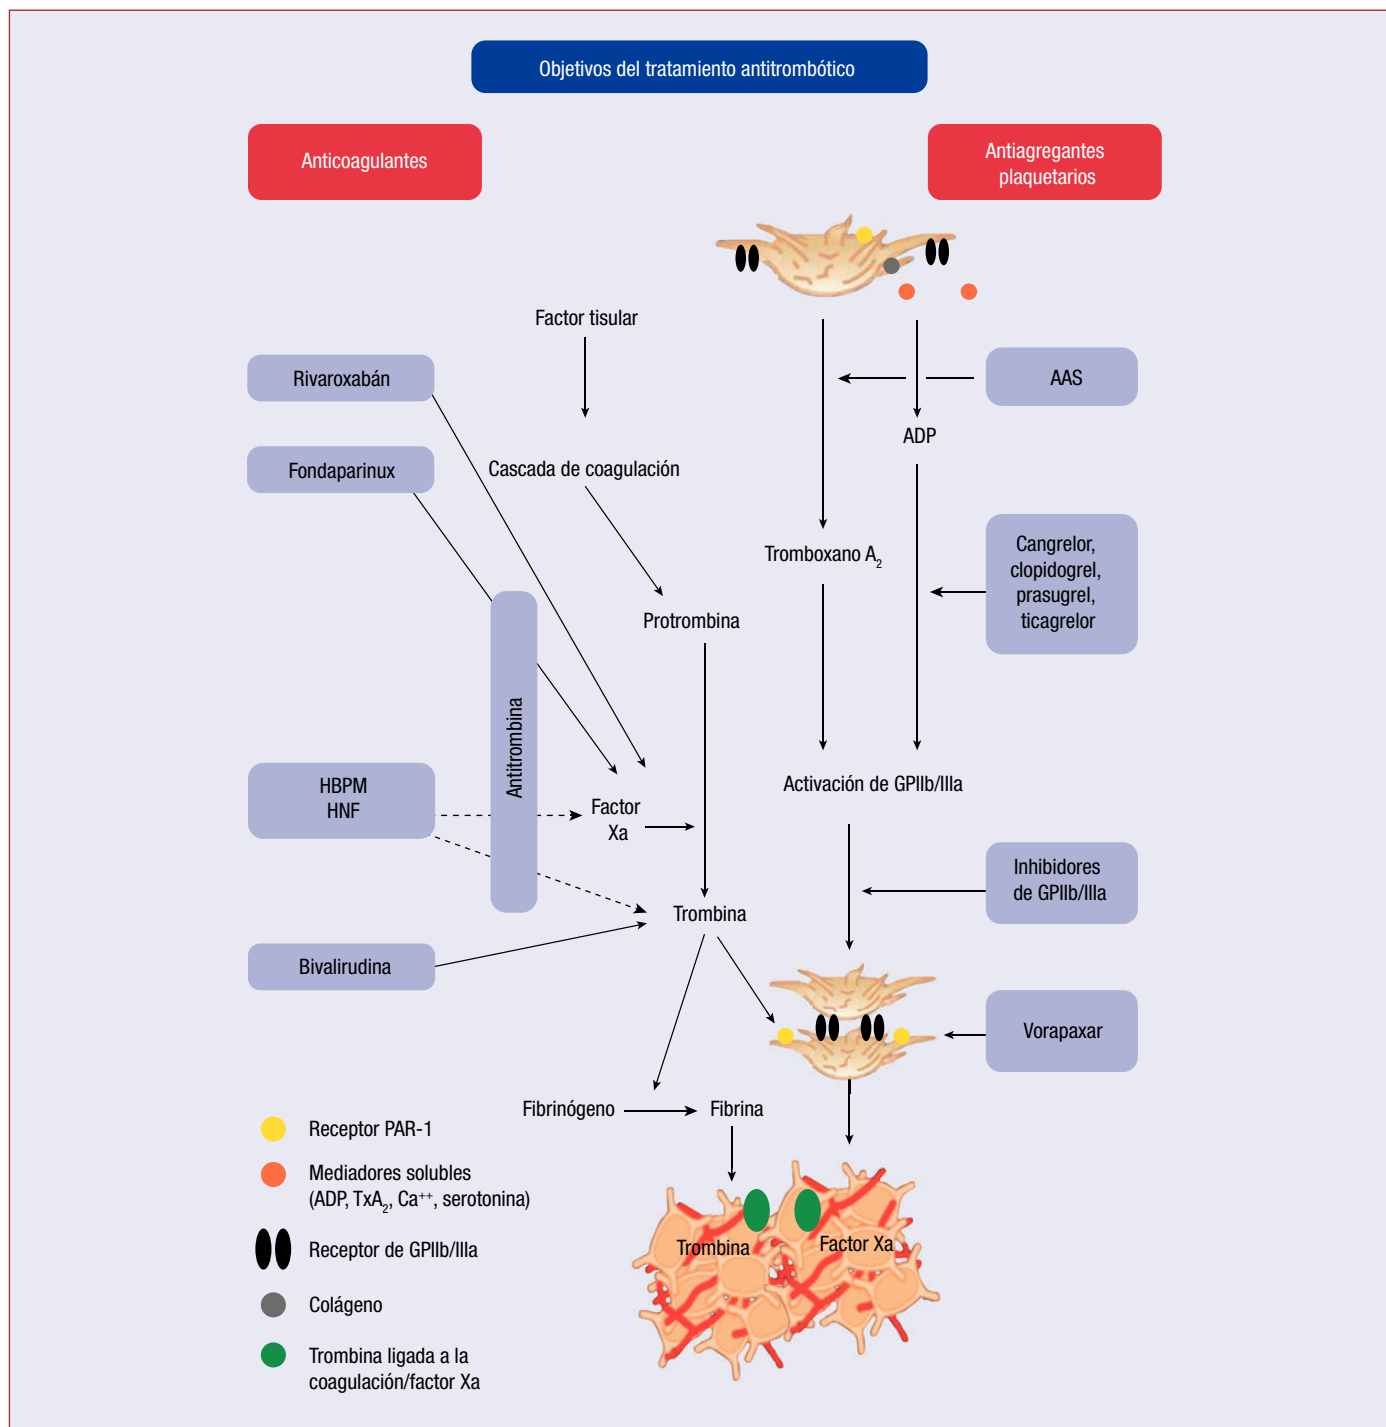 Objetivos del tratamiento antitrombótico
Anticoagulantes
Antiagregantes
plaquetarios
Factor tisular
Rivaroxabán
AAS
ADP
Fondaparinux
Cascada de coagulación
Cangrelor,
clopidogrel,
prasugrel,
ticagrelor
Tromboxano A₂
Protrombina
Antitrombina
HBPM
HNF
Factor
Xa
Activación de GPIIb/IIIa
Inhibidores
de GPIIb/IIIa
Trombina
Bivalirudina
Vorapaxar
Fibrinógeno
Fibrina
Receptor PAR-1
Mediadores solubles
(ADP, TxA₂, Ca⁺⁺, serotonina)
Receptor de GPIIb/IIIa
Colágeno
Trombina ligada a la
coagulación/factor Xa
Trombina
Factor Xa